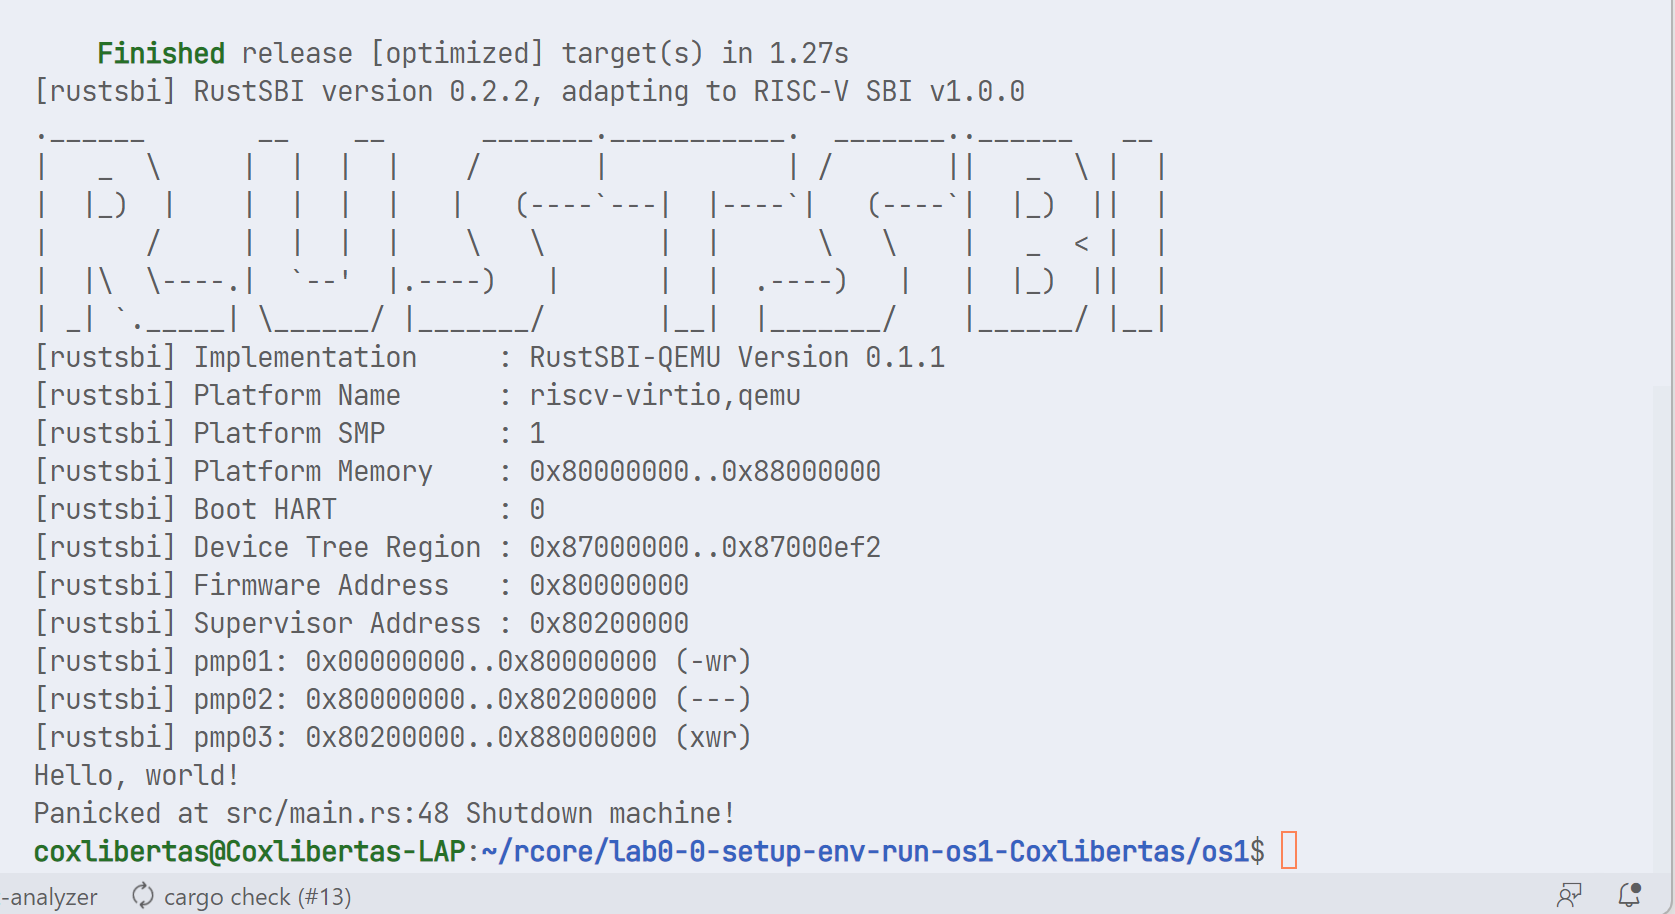 Finished release [optimized] target(s) in 1.27s
[rustsbi] RustSBI version 0.2.2, adapting to RISC-V SBI v1.0.0
.______       __    __      _______.___________.  _______..______   __
|   _  \     |  |  |  |    /       |           | /       ||   _  \ |  |
|  |_)  |    |  |  |  |   |   (----`---|  |----`|   (----`|  |_)  ||  |
|      /     |  |  |  |    \   \       |  |      \   \    |   _  < |  |
|  |\  \----.|  `--'  |.----)   |      |  |  .----)   |   |  |_)  ||  |
| _| `._____| \______/ |_______/       |__|  |_______/    |______/ |__|
[rustsbi] Implementation     : RustSBI-QEMU Version 0.1.1
[rustsbi] Platform Name      : riscv-virtio,qemu
[rustsbi] Platform SMP       : 1
[rustsbi] Platform Memory    : 0x80000000..0x88000000
[rustsbi] Boot HART          : 0
[rustsbi] Device Tree Region : 0x87000000..0x87000ef2
[rustsbi] Firmware Address   : 0x80000000
[rustsbi] Supervisor Address : 0x80200000
[rustsbi] pmp01: 0x00000000..0x80000000 (-wr)
[rustsbi] pmp02: 0x80000000..0x80200000 (---)
[rustsbi] pmp03: 0x80200000..0x88000000 (xwr)
Hello, world!
Panicked at src/main.rs:48 Shutdown machine!
coxlibertas@Coxlibertas-LAP:~/rcore/lab0-0-setup-env-run-os1-Coxlibertas/os1$
-analyzer cargo check (#13)